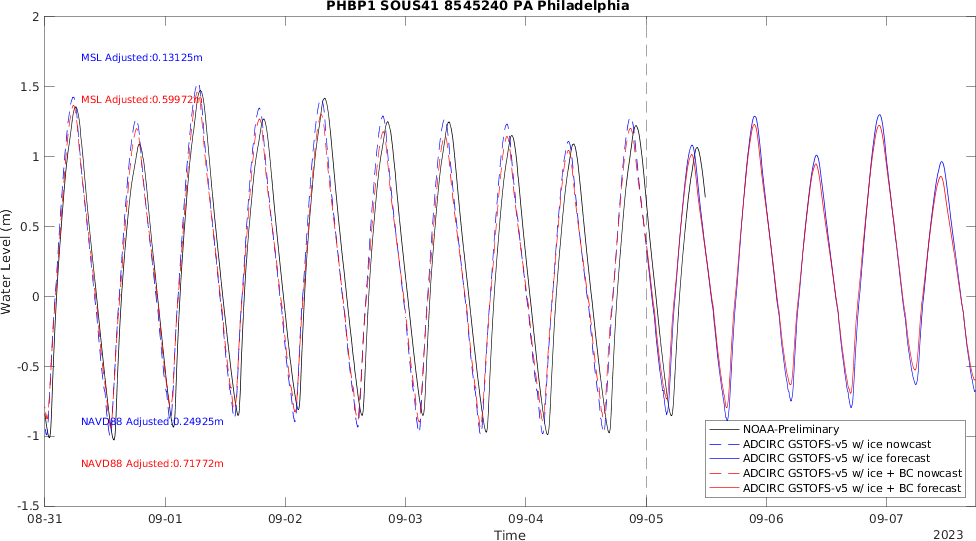 PHBP1 SOUS41 8545240 PA Philadelphia
2
1.5
1
0.5
0
-0.5
-1
-1.5
Water Level (m)
MSL Adjusted:0.13125m
MSL Adjusted:0.59972m
NAVD88 Adjusted:0.24925m
NAVD88 Adjusted:0.71772m
NOAA-Preliminary
ADCIRC GSTOFS-v5 w/ ice nowcast
ADCIRC GSTOFS-v5 w/ ice forecast
ADCIRC GSTOFS-v5 w/ ice + BC nowcast
ADCIRC GSTOFS-v5 w/ ice + BC forecast
08-31 09-01 09-02 09-03 09-04 09-05 09-06 09-07
Time
2023